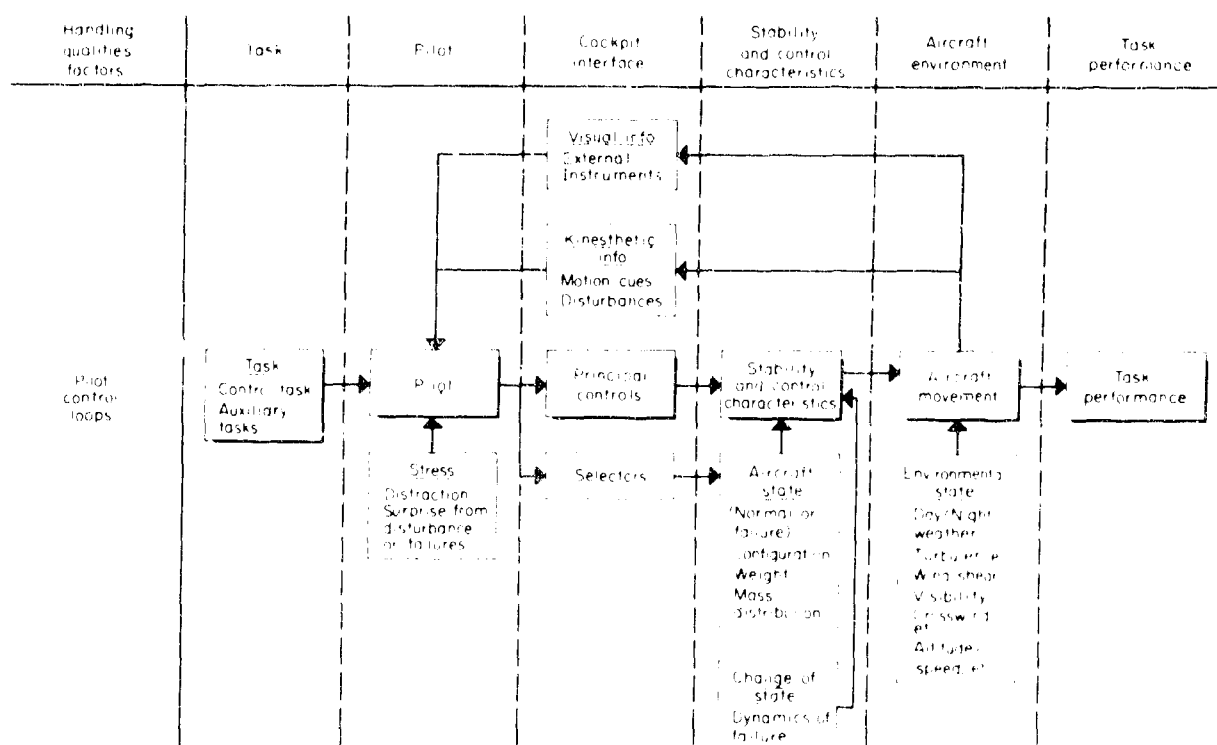 Handling
qualities
factors
Task
Pilot
Cockpit
interface
Stability
and control
characteristics
Aircraft
environment
Task
performance
Visual info
External
Instruments
Kinesthetic
info
Motion cues
Disturbances
Pilot
control
loops
Task
Control task
Auxiliary
tasks
Pilot
Principal
controls
Stability
and control
characteristics
Aircraft
movement
Task
performance
Stress
Distraction
Surprise from
disturbance
or failures
Selectors
Aircraft
state
(Normal or
failure)
Configuration
Weight
Mass
distribution
Change of
state
Dynamics of
failure
Environmental
state
Day/Night
weather
Turbulence
shear
Visibility
Crosswind
et
speed, et